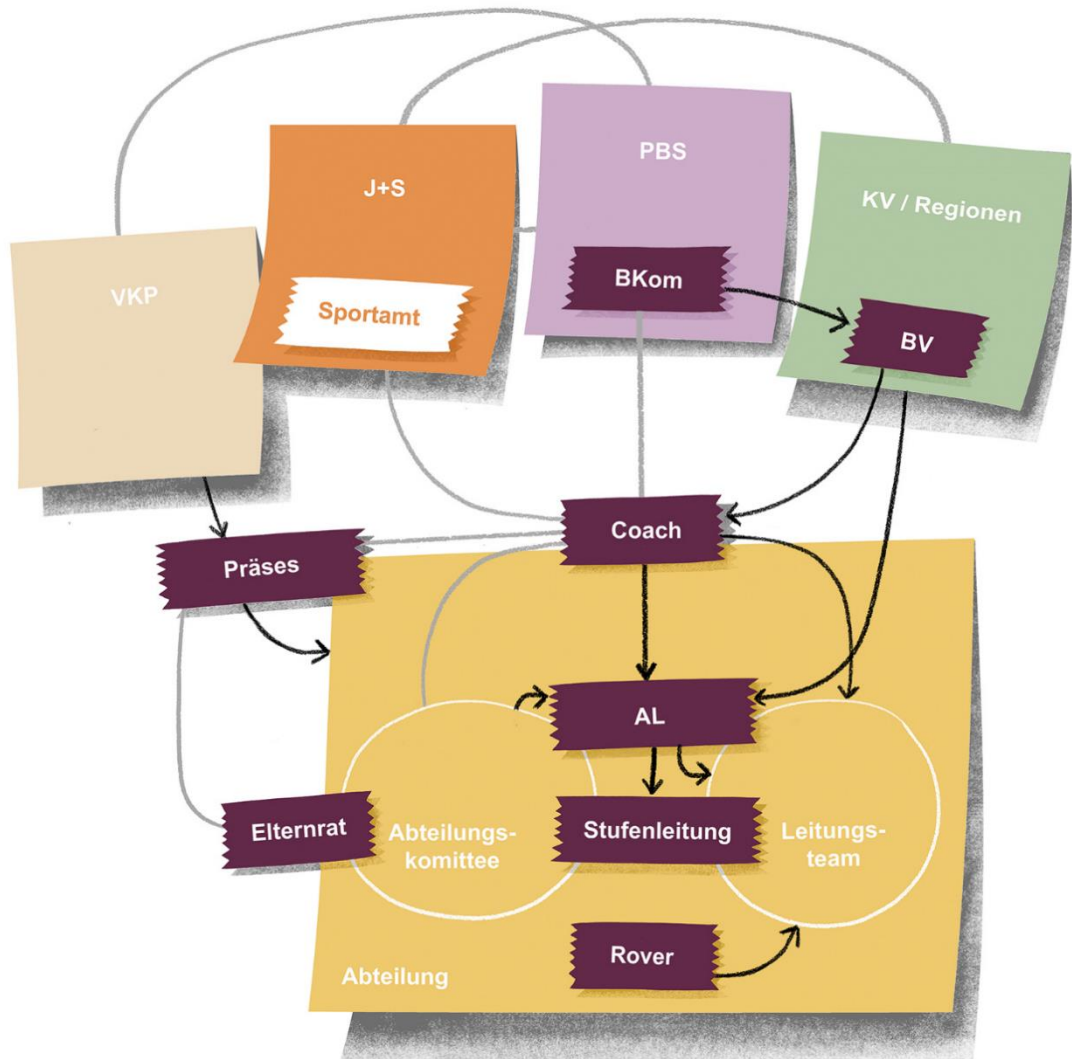 PBS
J+S
KV / Regionen
BKom
VKP
Sportamt
BV
Coach
Präses
AL
Elternrat
Abteilungs-
komittee
Stufenleitung
Leitungs-
team
Rover
Abteilung